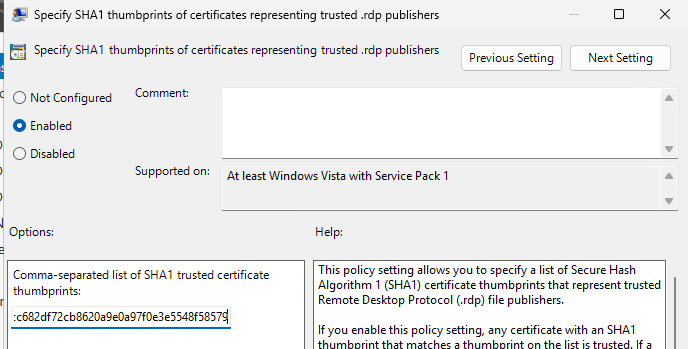 Specify SHA1 thumbprints of certificates representing trusted .rdp publishers
Specify SHA1 thumbprints of certificates representing trusted .rdp publishers
Previous Setting
Next Setting
Not Configured
Comment:
Enabled
Disabled
Supported on:
At least Windows Vista with Service Pack 1
Options:
Help:
Comma-separated list of SHA1 trusted certificate
thumbprints:
:c682df72cb8620a9e0a97f0e3e5548f58579
This policy setting allows you to specify a list of Secure Hash
Algorithm 1 (SHA1) certificate thumbprints that represent trusted
Remote Desktop Protocol (.rdp) file publishers.
If you enable this policy setting, any certificate with an SHA1
thumbprint that matches a thumbprint on the list is trusted. If a